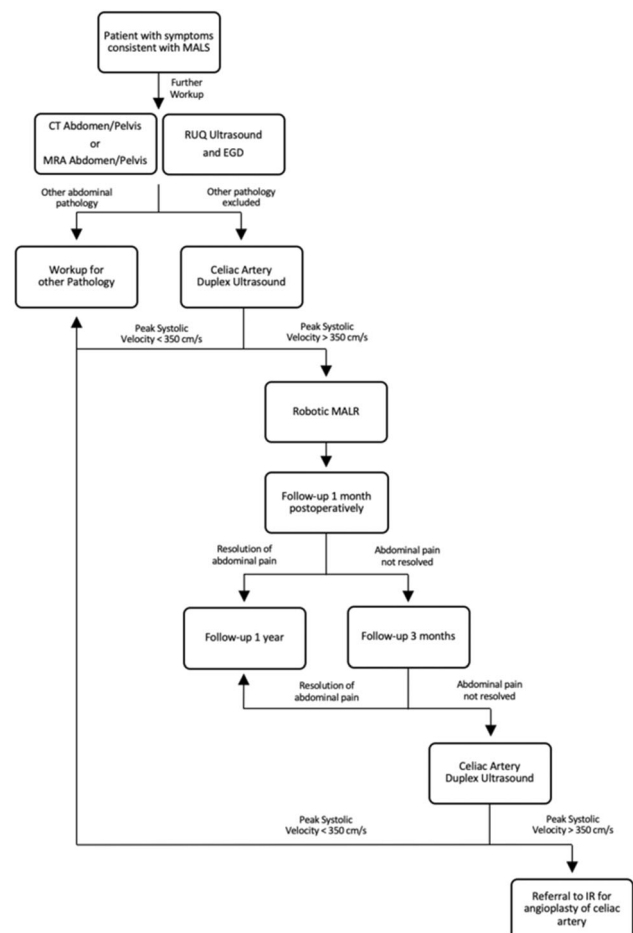 Patient with symptoms
consistent with MALS
Further
Workup
CT Abdomen/Pelvis
or
MRA Abdomen/Pelvis
RUQ Ultrasound
and EGD
Other abdominal
pathology
Other pathology
excluded
Workup for
other Pathology
Celiac Artery
Duplex Ultrasound
Peak Systolic
Velocity < 350 cm/s
Peak Systolic
Velocity > 350 cm/s
Robotic MALR
Follow-up 1 month
postoperatively
Resolution of
abdominal pain
Abdominal pain
not resolved
Follow-up 1 year
Follow-up 3 months
Resolution of
abdominal pain
Abdominal pain
not resolved
Celiac Artery
Duplex Ultrasound
Peak Systolic
Velocity < 350 cm/s
Peak Systolic
Velocity > 350 cm/s
Referral to IR for
angioplasty of celiac
artery